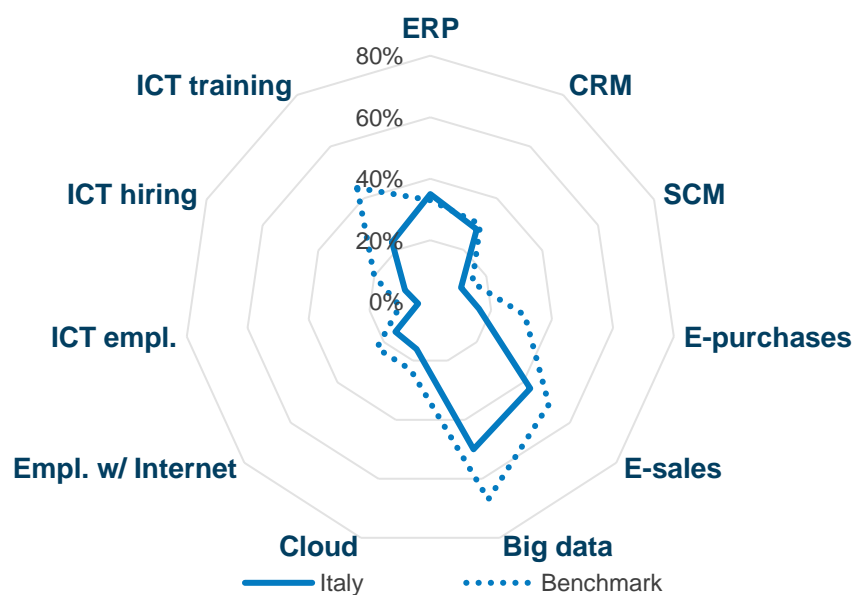 ERP
80%
ICT training
CRM
60%
ICT hiring
40%
SCM
20%
0%
ICT empl.
E-purchases
Empl. w/ Internet
E-sales
Cloud
Big data
Italy
Benchmark